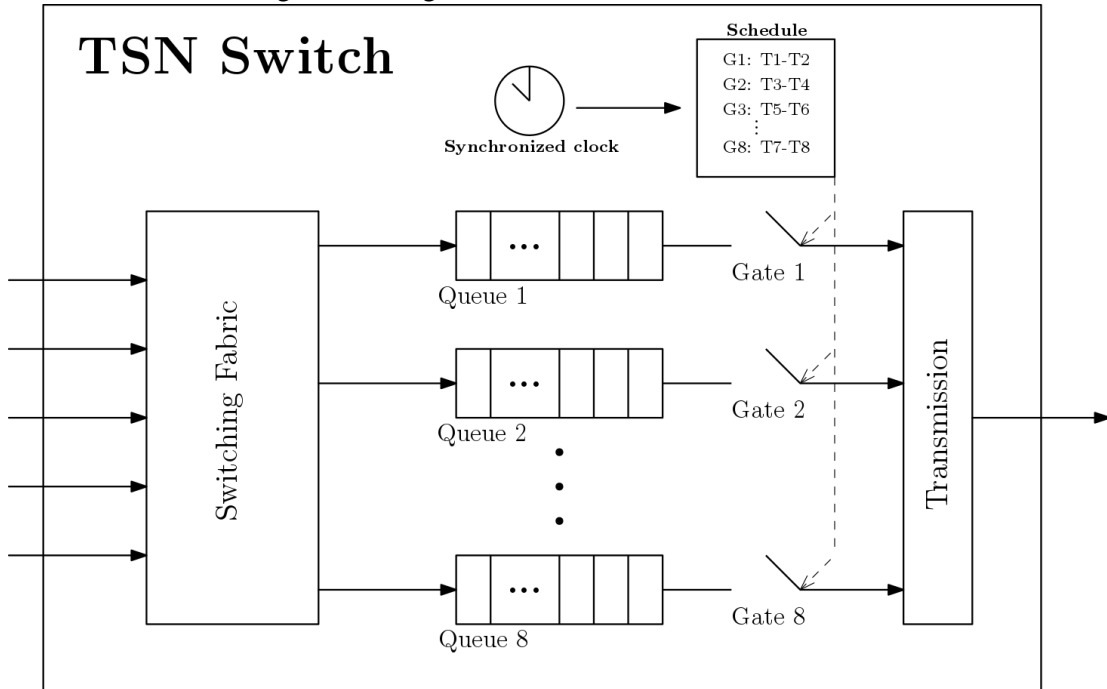 TSN Switch
Schedule
G1: T1-T2
G2: T3-T4
G3: T5-T6
⋮
G8: T7-T8
Synchronized clock
Switching Fabric
...
Queue 1
Gate 1
...
Queue 2
Gate 2
...
Queue 8
Gate 8
Transmission